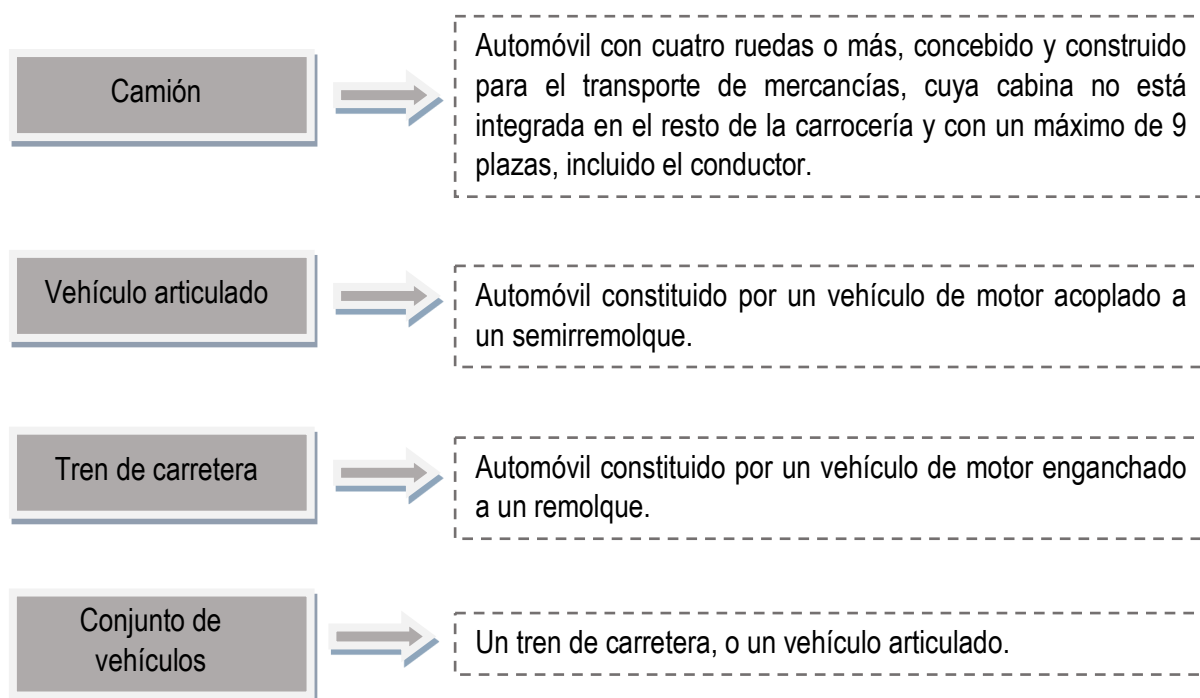 Camión
Automóvil con cuatro ruedas o más, concebido y construido
para el transporte de mercancías, cuya cabina no está
integrada en el resto de la carrocería y con un máximo de 9
plazas, incluido el conductor.
Vehículo articulado
Automóvil constituido por un vehículo de motor acoplado a
un semirremolque.
Tren de carretera
Automóvil constituido por un vehículo de motor enganchado
a un remolque.
Conjunto de
vehículos
Un tren de carretera, o un vehículo articulado.